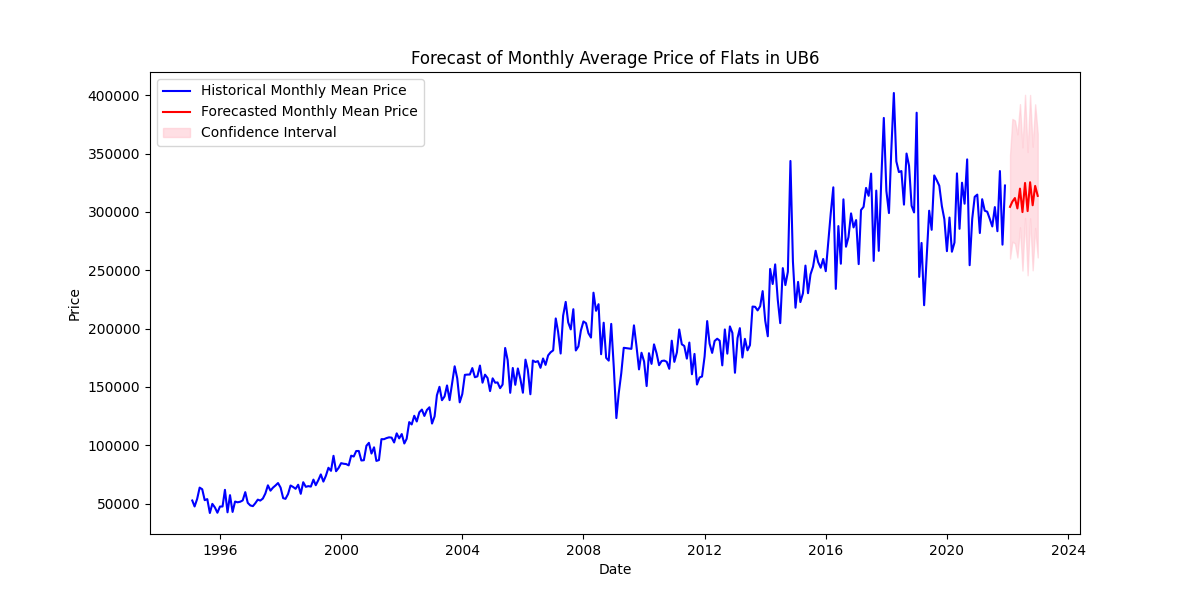 Forecast of Monthly Average Price of Flats in UB6
Historical Monthly Mean Price
Forecasted Monthly Mean Price
Confidence Interval
400000
350000
300000
250000
200000
150000
100000
50000
Price
1996 2000 2004 2008 2012 2016 2020 2024
Date